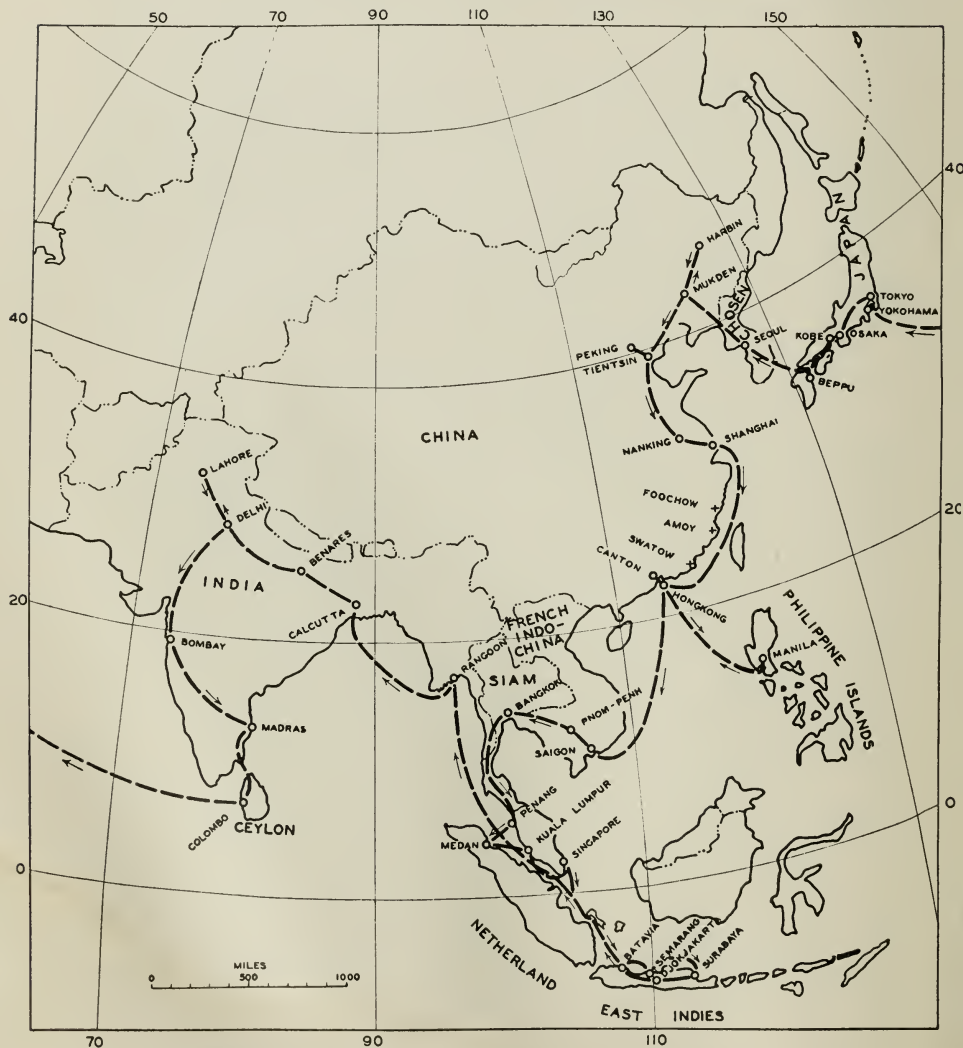 50 70 90 110 130 150
40
20
0
40
20
0
70 90 110
HARBIN
MUKDEN
CHOSEN
SEOUL
JAPAN
TOKYO
YOKOHAMA
KOBE
OSAKA
BEPPU
PEKING
TIENTSIN
CHINA
NANKING
SHANGHAI
FOOCHOW
AMOY
SWATOW
CANTON
HONGKONG
LAHORE
DELHI
BENARES
INDIA
CALCUTTA
BOMBAY
RANGOON
FRENCH
INDO-
CHINA
SIAM
BANGKOK
PNOM-PENH
SAIGON
MANILA
PHILIPPINE
ISLANDS
MADRAS
COLOMBO
CEYLON
PENANG
KUALA LUMPUR
SINGAPORE
MEDAN
NETHERLAND
EAST INDIES
BATAVIA
SEMARANG
DJOKJAKARTA
SURABAYA
MILES
0 500 1000